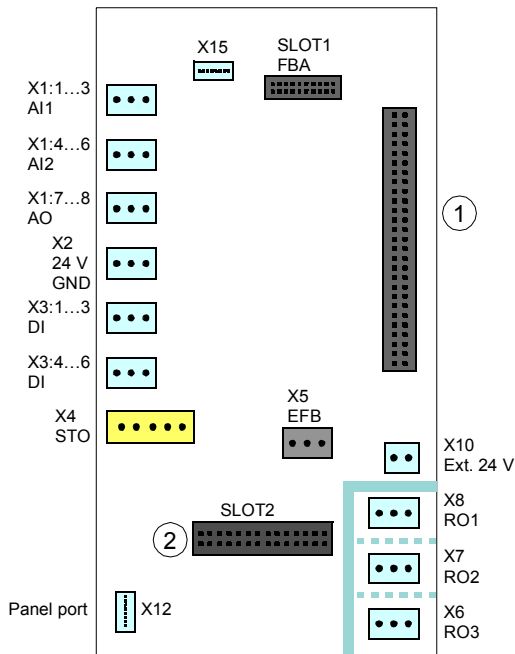 X15
SLOT1
FBA
X1:1…3
AI1
X1:4…6
AI2
X1:7…8
AO
X2
24 V
GND
X3:1…3
DI
X3:4…6
DI
X4
STO
1
X5
EFB
X10
Ext. 24 V
SLOT2
2
X8
RO1
X7
RO2
X6
RO3
Panel port
X12